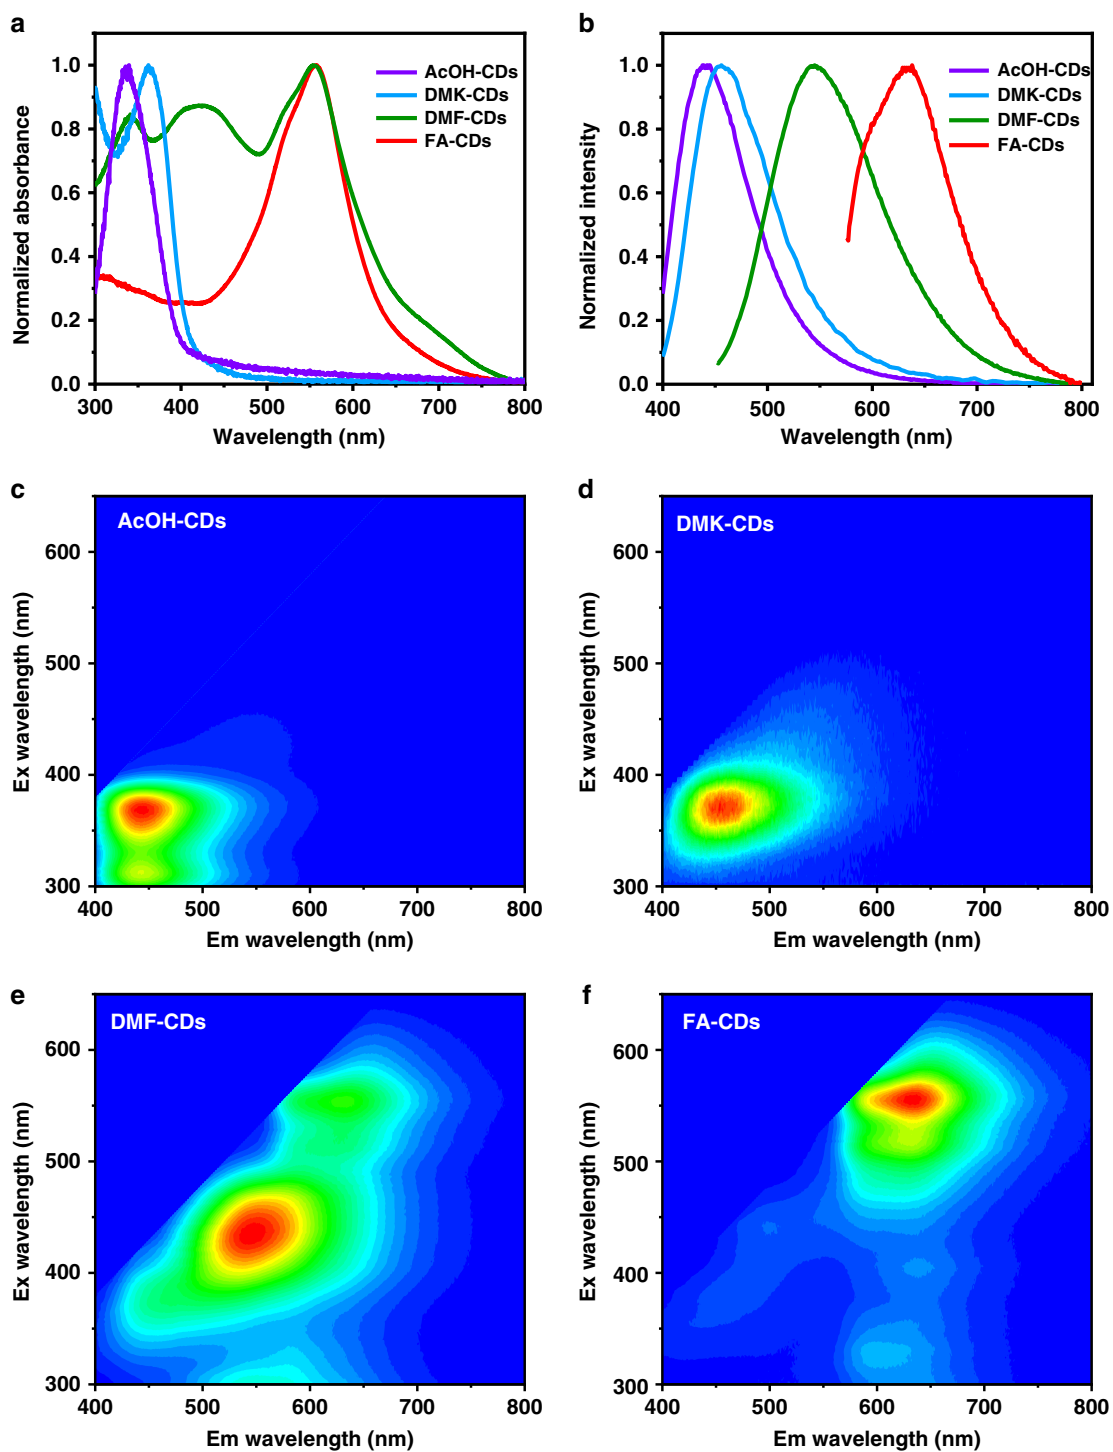 a
1.0
0.8
0.6
0.4
0.2
0.0
Normalized absorbance
AcOH-CDs
DMK-CDs
DMF-CDs
FA-CDs
300 400 500 600 700 800
Wavelength (nm)
b
1.0
0.8
0.6
0.4
0.2
0.0
Normalized intensity
AcOH-CDs
DMK-CDs
DMF-CDs
FA-CDs
400 500 600 700 800
Wavelength (nm)
c
AcOH-CDs
600
500
400
300
Ex wavelength (nm)
400 500 600 700 800
Em wavelength (nm)
d
DMK-CDs
600
500
400
300
Ex wavelength (nm)
400 500 600 700 800
Em wavelength (nm)
e
DMF-CDs
600
500
400
300
Ex wavelength (nm)
400 500 600 700 800
Em wavelength (nm)
f
FA-CDs
600
500
400
300
Ex wavelength (nm)
400 500 600 700 800
Em wavelength (nm)